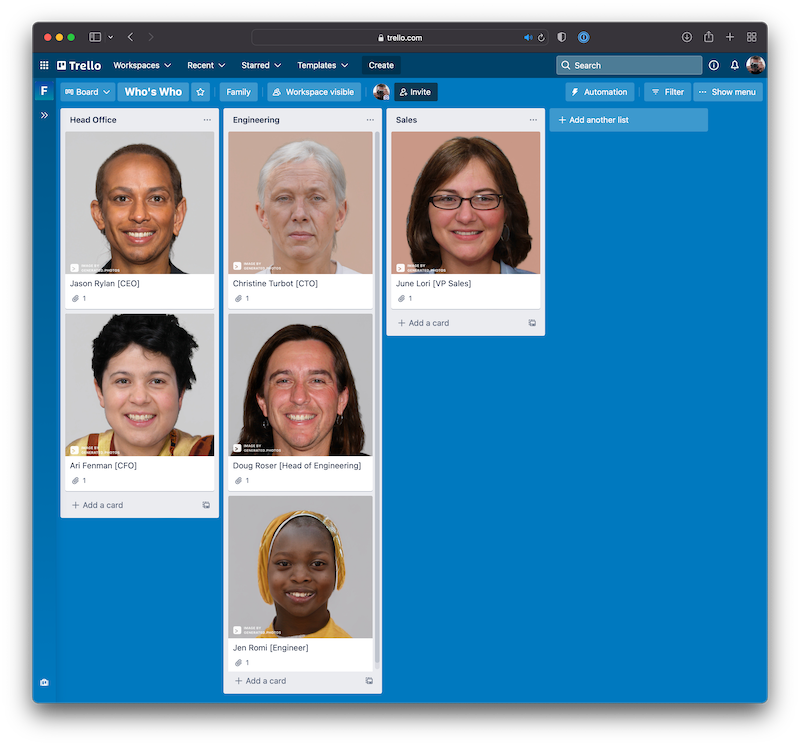 trello.com
Trello Workspaces Recent Starred Templates Create Search
F Board Who's Who Family Workspace visible Invite Automation Filter Show menu
Head Office
IMAGE BY
GENERATED.PHOTOS
Jason Rylan [CEO]
1
IMAGE BY
GENERATED.PHOTOS
Ari Fenman [CFO]
1
+ Add a card
Engineering
IMAGE BY
GENERATED.PHOTOS
Christine Turbot [CTO]
1
IMAGE BY
GENERATED.PHOTOS
Doug Roser [Head of Engineering]
1
IMAGE BY
GENERATED.PHOTOS
Jen Romi [Engineer]
1
+ Add a card
Sales
IMAGE BY
GENERATED.PHOTOS
June Lori [VP Sales]
1
+ Add a card
+ Add another list